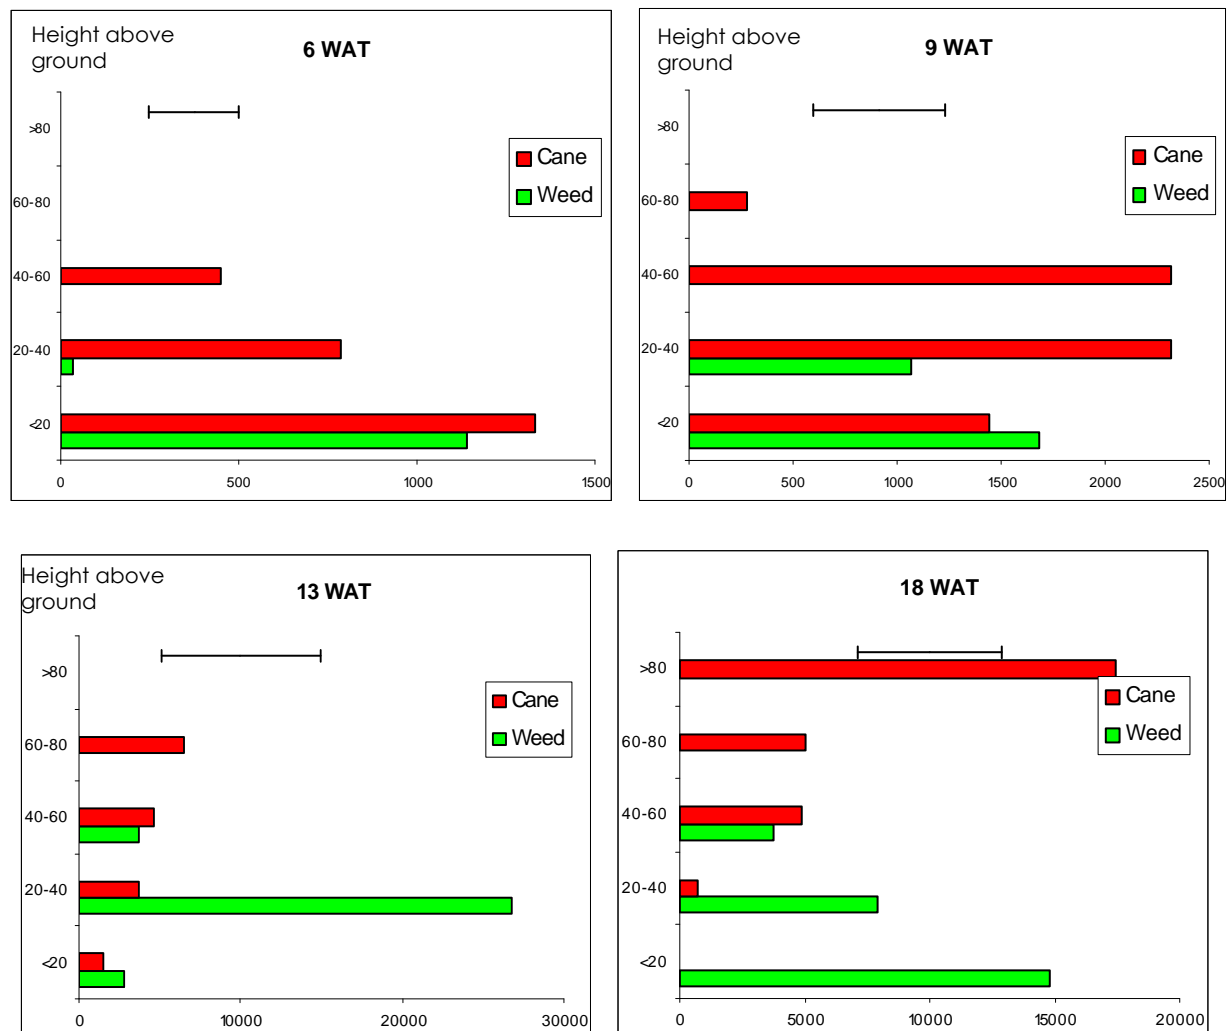 Height above
ground
6 WAT
>80
60-80
40-60
20-40
<20
0 500 1000 1500
Cane
Weed
Height above
ground
9 WAT
>80
60-80
40-60
20-40
<20
0 500 1000 1500 2000 2500
Cane
Weed
Height above
ground
13 WAT
>80
60-80
40-60
20-40
<20
0 10000 20000 30000
Cane
Weed
18 WAT
>80
60-80
40-60
20-40
<20
0 5000 10000 15000 20000
Cane
Weed